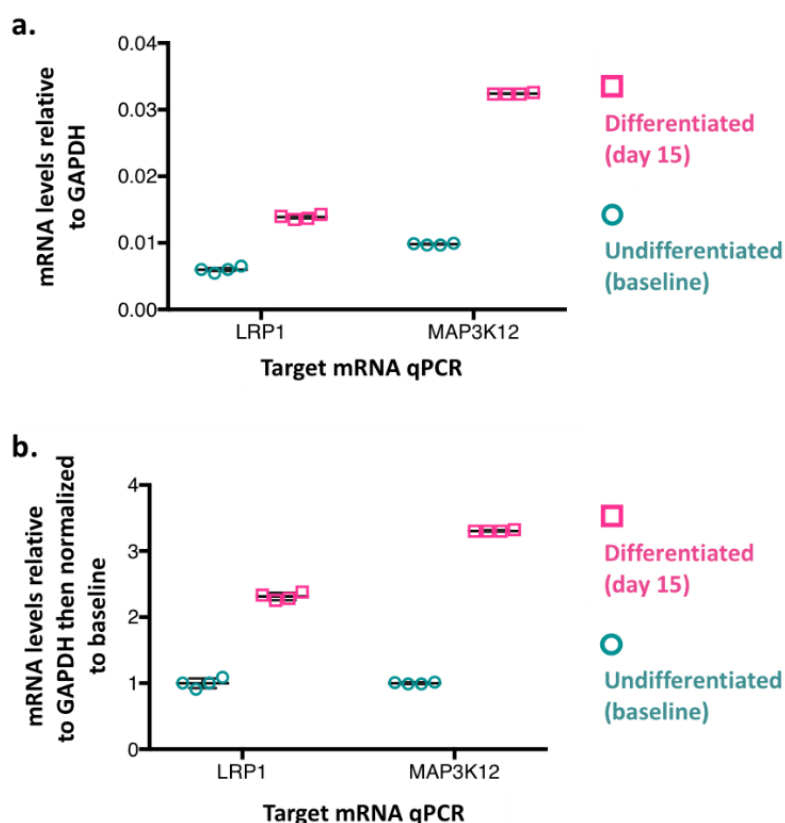 a.
mRNA levels relative
to GAPDH
0.04
0.03
0.02
0.01
0.00
LRP1
MAP3K12
Target mRNA qPCR
Differentiated
(day 15)
Undifferentiated
(baseline)
b.
mRNA levels relative
to GAPDH then normalized
to baseline
4
3
2
1
0
LRP1
MAP3K12
Target mRNA qPCR
Differentiated
(day 15)
Undifferentiated
(baseline)